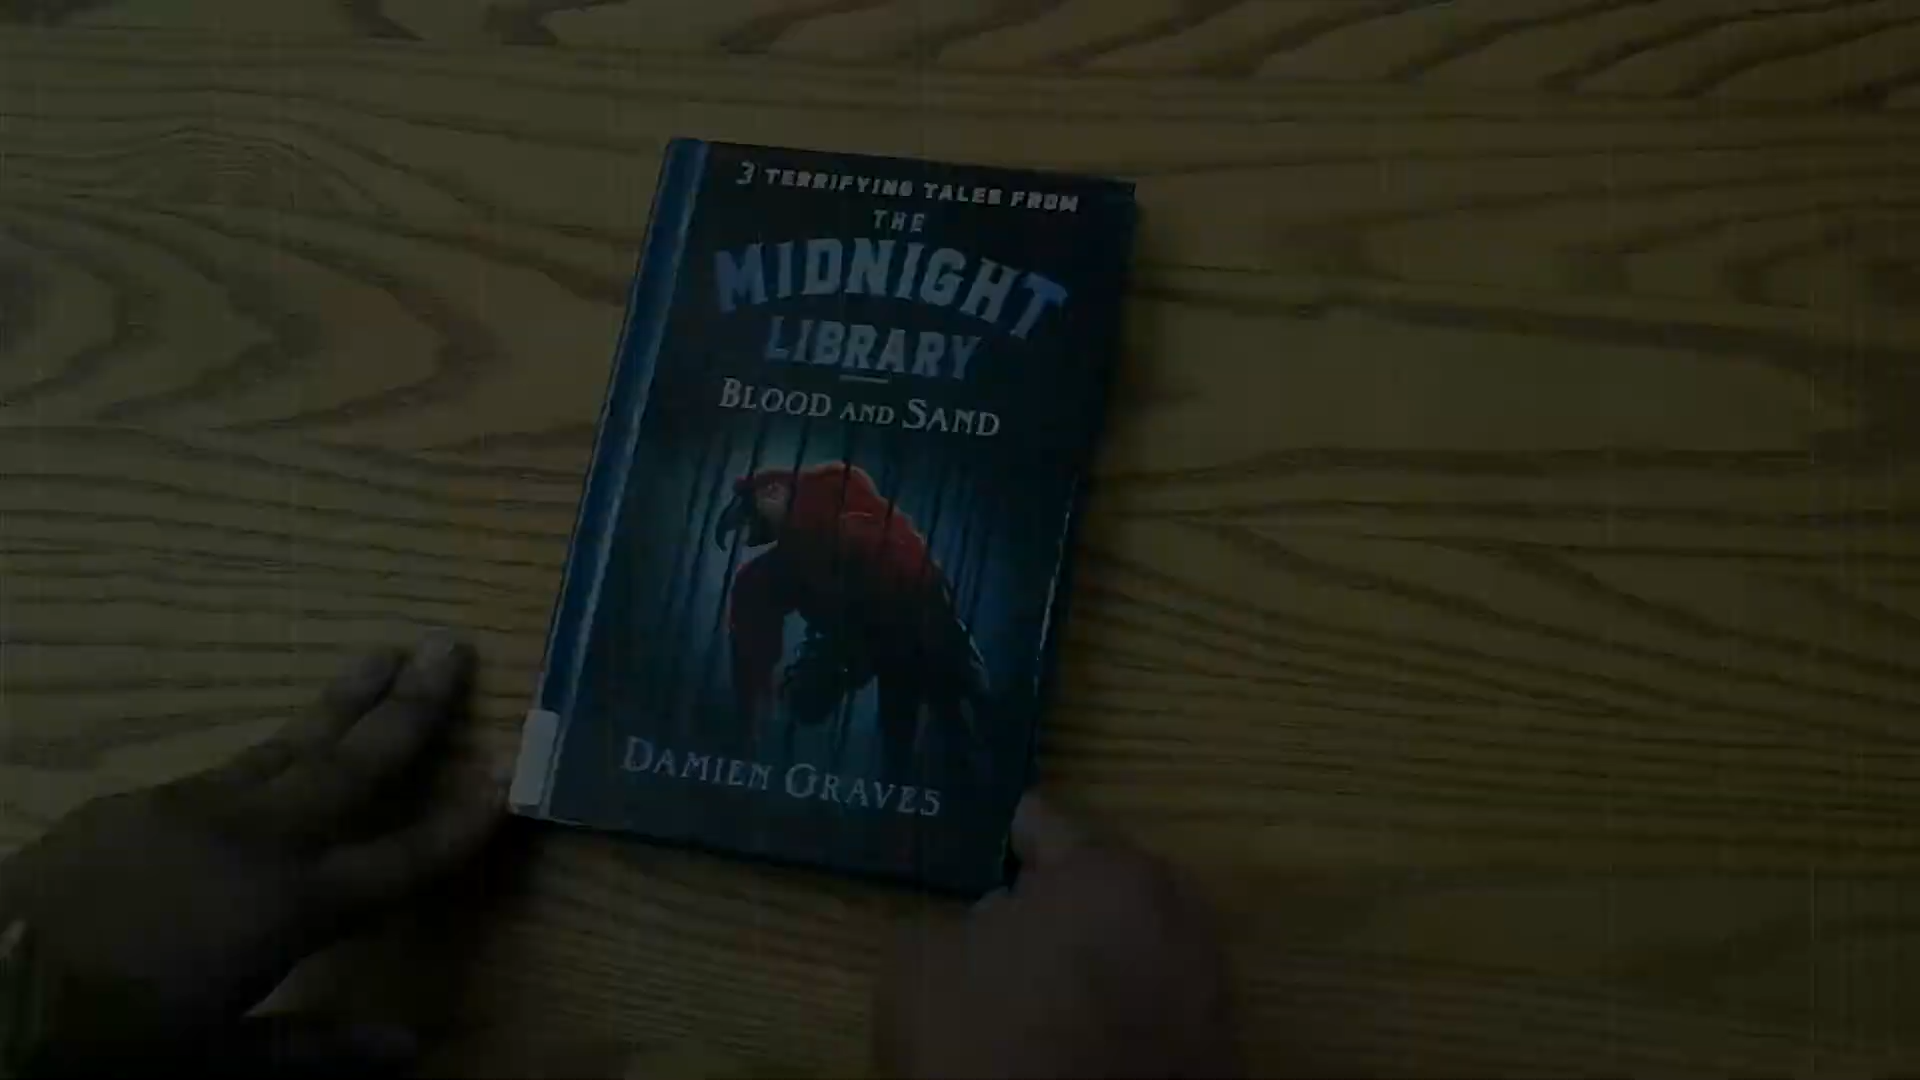 3 TERRIFYING TALES FROM
THE
MIDNIGHT
LIBRARY
BLOOD AND SAND
DAMIEN GRAVES